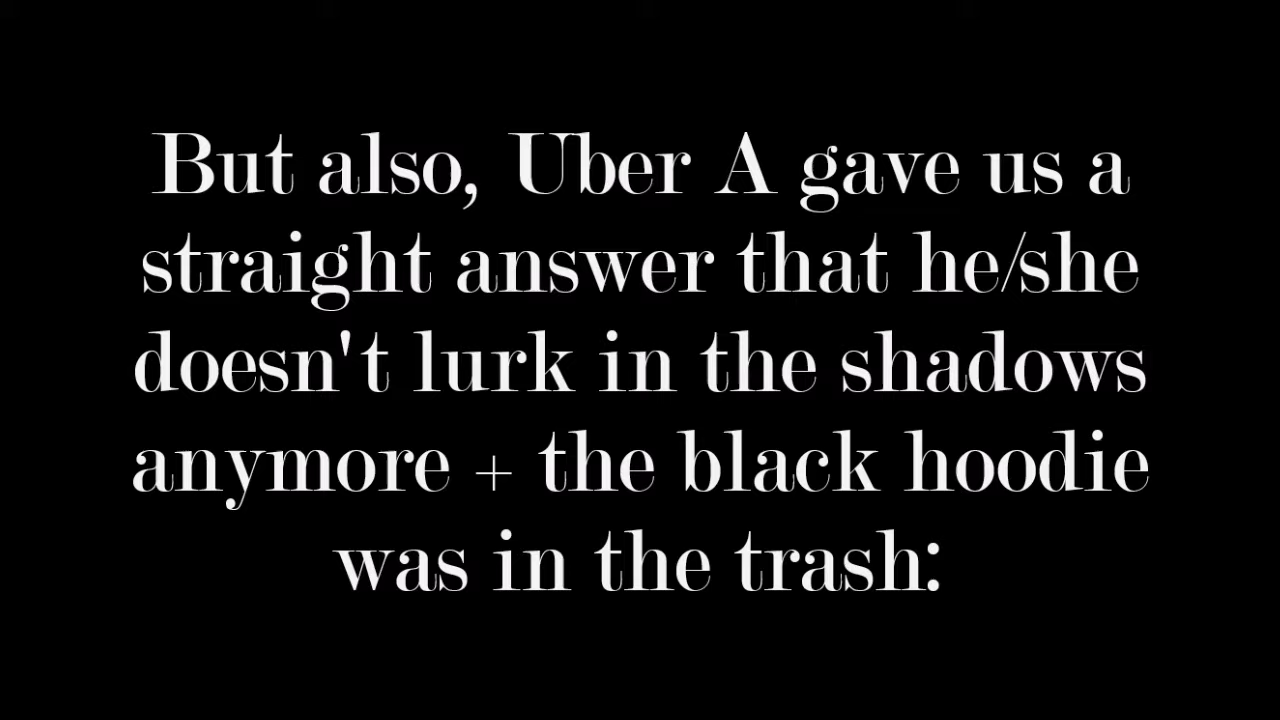 But also, Uber A gave us a
straight answer that he/she
doesn't lurk in the shadows
anymore + the black hoodie
was in the trash: